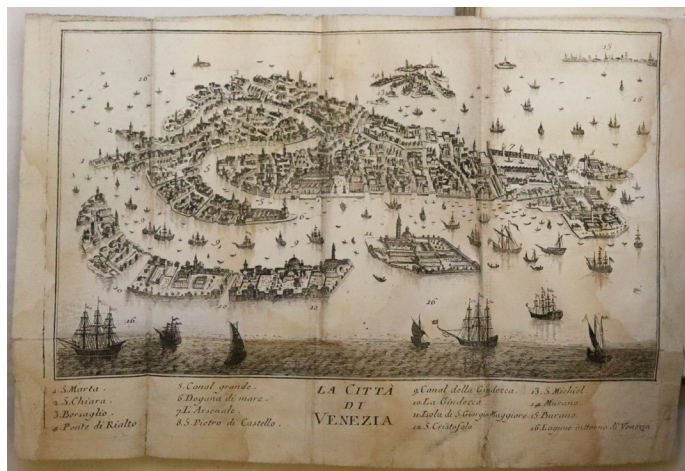 1. S. Marta.
2. S. Chiara.
3. Bersaglio.
4. Ponte di Rialto
5. Canal grande.
6. Dogana di mare.
7. L'Arsenale.
8. S. Pietro di Castello.
LA CITTÀ
DI
VENEZIA
9. Canal della Giudecca.
10. La Giudecca.
11. Isola di S. Giorgio Maggiore.
12. S. Cristofolo
13. S. Michiel
14. Murano.
15. Burano.
16. Lagune intorno di Venezia